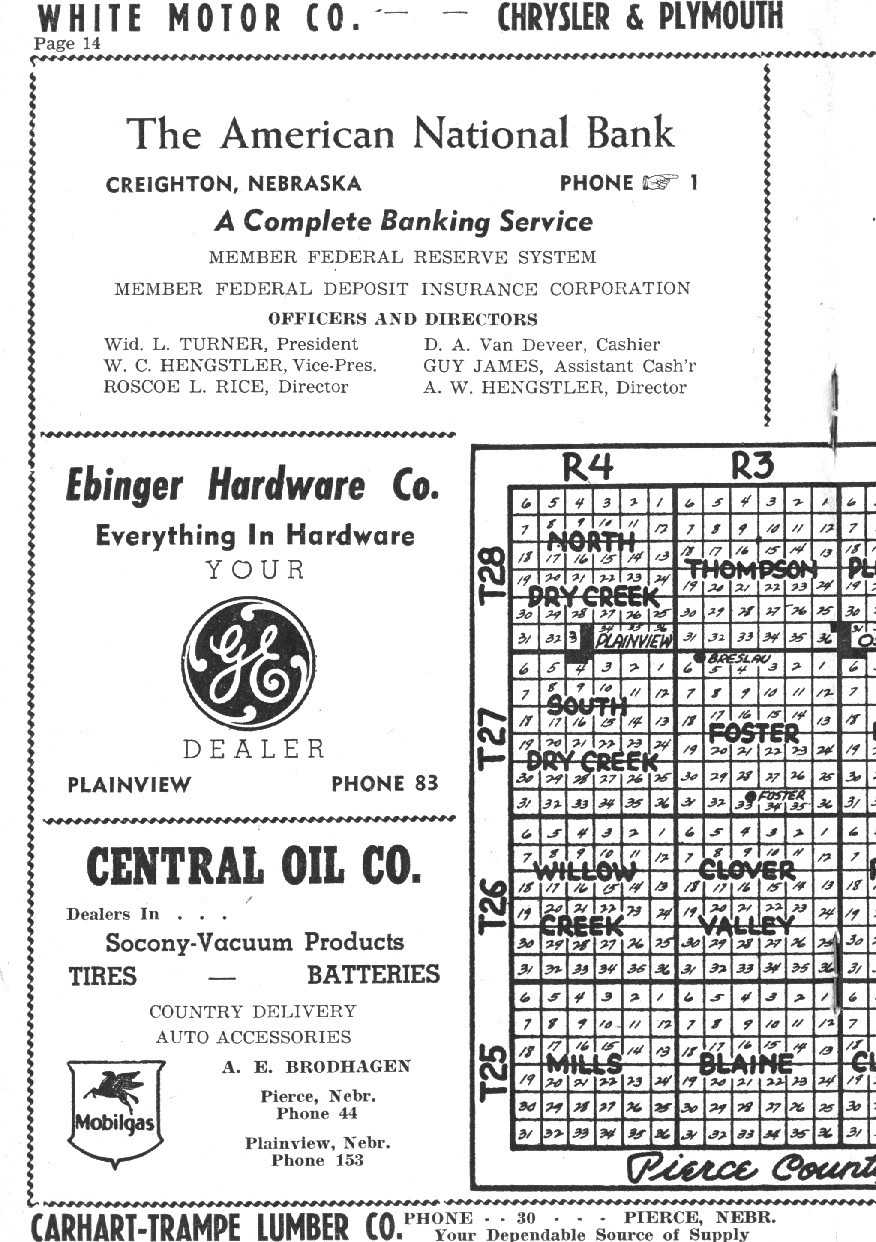 WHITE MOTOR CO. — — CHRYSLER & PLYMOUTH
Page 14
The American National Bank
CREIGHTON, NEBRASKA PHONE ☞ 1
A Complete Banking Service
MEMBER FEDERAL RESERVE SYSTEM
MEMBER FEDERAL DEPOSIT INSURANCE CORPORATION
OFFICERS AND DIRECTORS
Wid. L. TURNER, President D. A. Van Deveer, Cashier
W. C. HENGSTLER, Vice-Pres. GUY JAMES, Assistant Cash'r
ROSCOE L. RICE, Director A. W. HENGSTLER, Director
Ebinger Hardware Co.
Everything In Hardware
YOUR
GE
DEALER
PLAINVIEW PHONE 83
CENTRAL OIL CO.
Dealers In . . .
Socony-Vacuum Products
TIRES — BATTERIES
COUNTRY DELIVERY
AUTO ACCESSORIES
A. E. BRODHAGEN
Mobilgas
Pierce, Nebr.
Phone 44
Plainview, Nebr.
Phone 153
R4 R3
T28
NORTH
DRY CREEK
THOMPSON
PLAINVIEW
BRESLAU
T27
SOUTH
DRY CREEK
FOSTER
FOSTER
T26
WILLOW
CREEK
CLOVER
VALLEY
T25
MILLS
BLAINE
Pierce Count
CARHART-TRAMPE LUMBER CO. PHONE - - 30 - - - PIERCE, NEBR.
Your Dependable Source of Supply